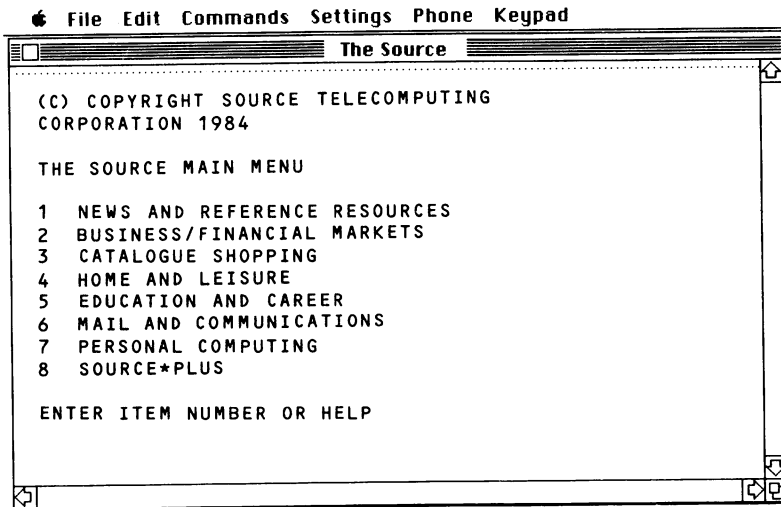 File Edit Commands Settings Phone Keypad
The Source
(C) COPYRIGHT SOURCE TELECOMPUTING
CORPORATION 1984
THE SOURCE MAIN MENU
1 NEWS AND REFERENCE RESOURCES
2 BUSINESS/FINANCIAL MARKETS
3 CATALOGUE SHOPPING
4 HOME AND LEISURE
5 EDUCATION AND CAREER
6 MAIL AND COMMUNICATIONS
7 PERSONAL COMPUTING
8 SOURCE*PLUS
ENTER ITEM NUMBER OR HELP